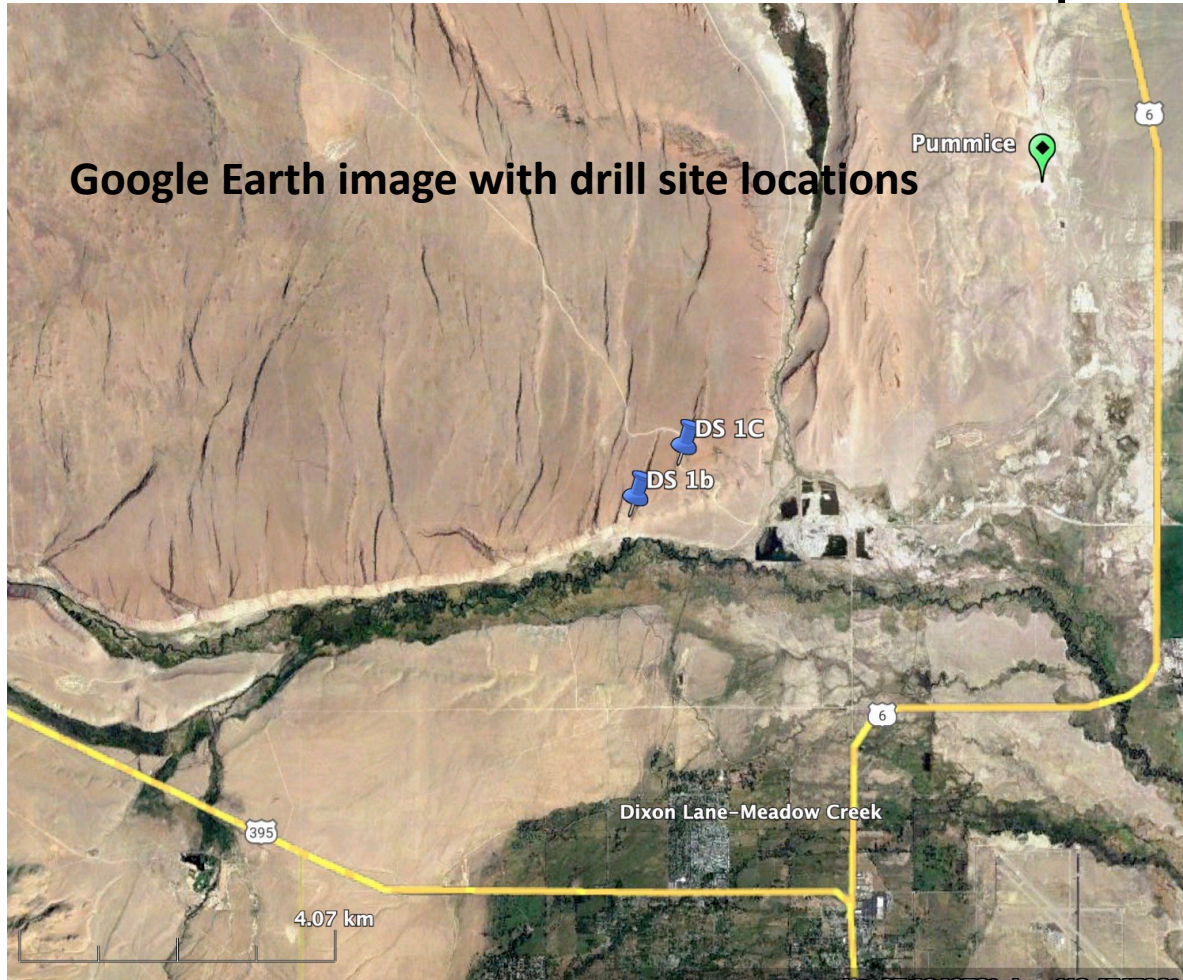 6
Pummice
Google Earth image with drill site locations
DS 1C
DS 1b
6
Dixon Lane-Meadow Creek
395
4.07 km